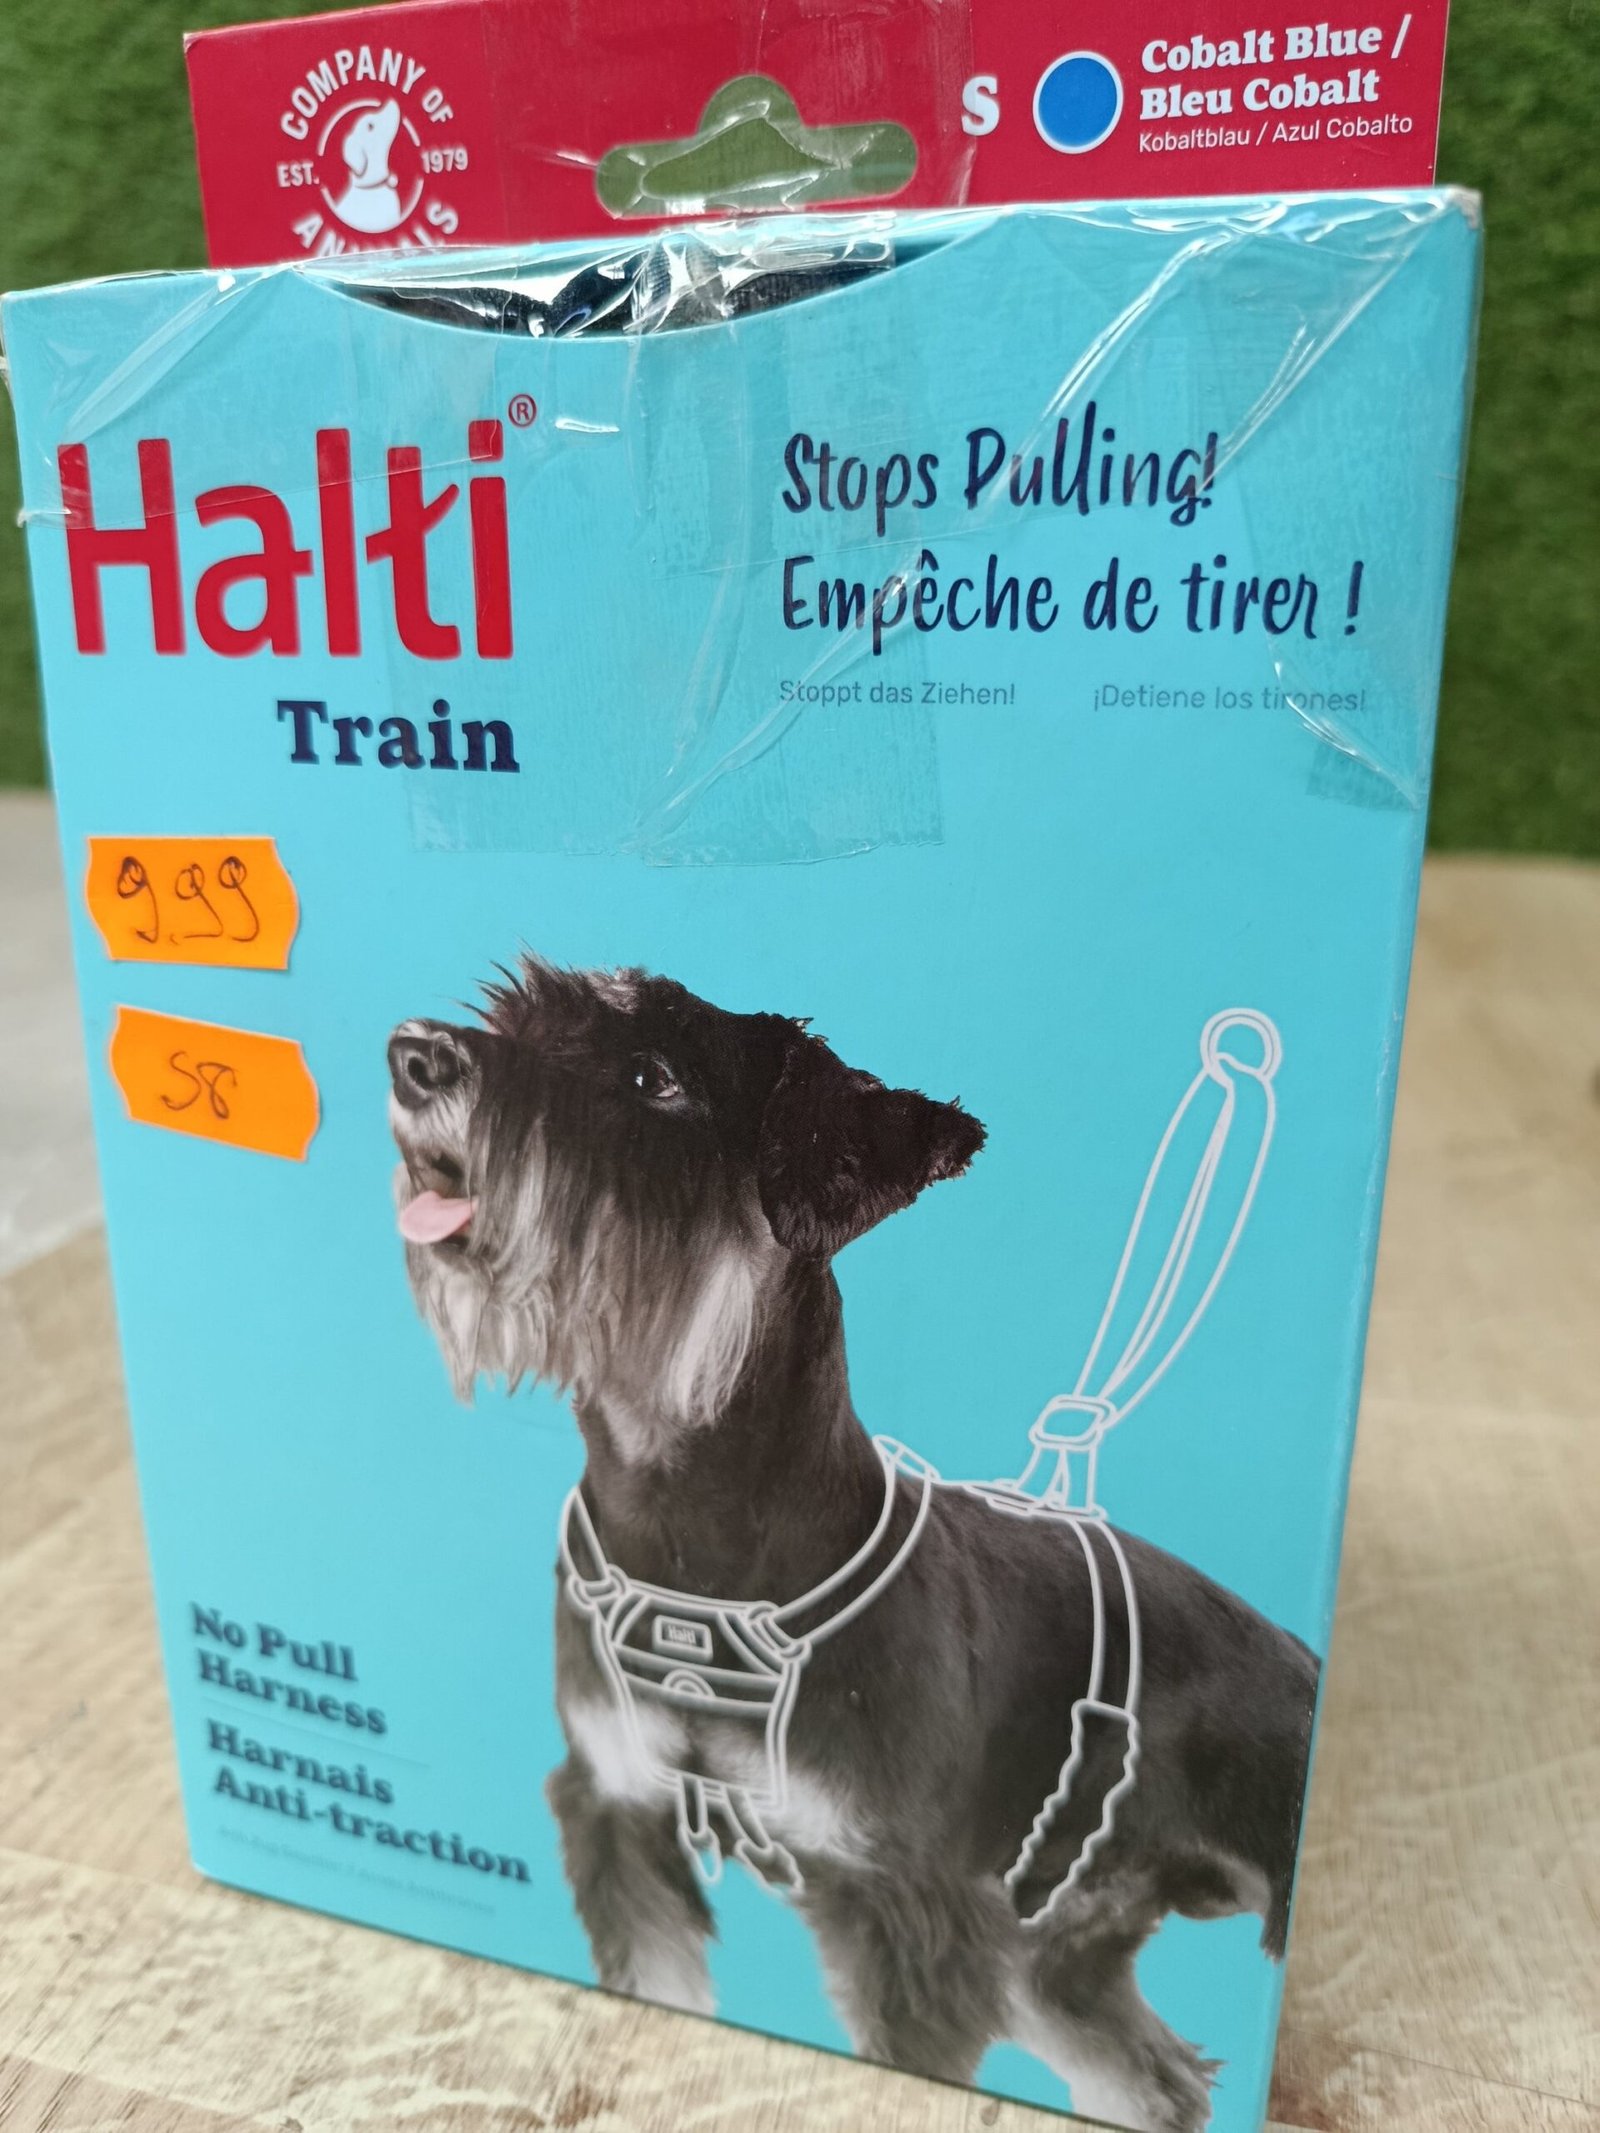 COMPANY OF
EST. 1979
ANIMALS
S
Cobalt Blue /
Bleu Cobalt
Kobaltblau / Azul Cobalto
Halti®
Train
Stops Pulling!
Empêche de tirer !
Stoppt das Ziehen!
¡Detiene los tirones!
9.99
58
Halti
No Pull
Harness
Harnais
Anti-traction